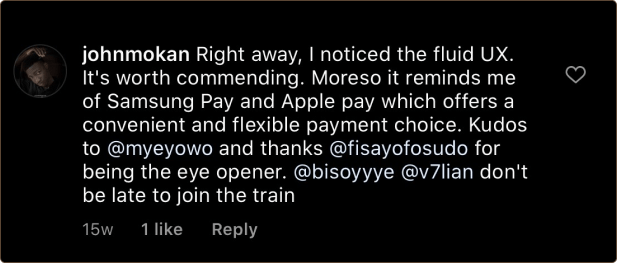 johnmokan Right away, I noticed the fluid UX.
It's worth commending. Moreso it reminds me
of Samsung Pay and Apple pay which offers a
convenient and flexible payment choice. Kudos
to @myeyowo and thanks @fisayofosudo for
being the eye opener. @bisoyyye @v7lian don't
be late to join the train
15w 1 like Reply